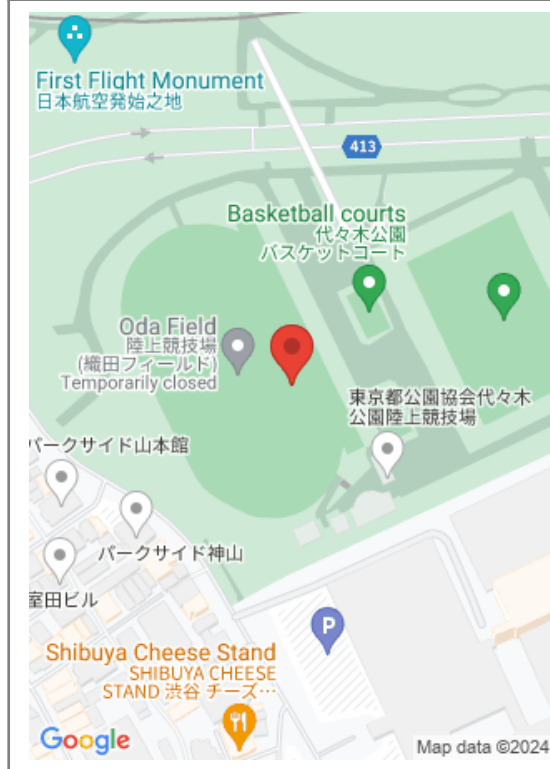 First Flight Monument
日本航空発始之地
413
Basketball courts
代々木公園
バスケットコート
Oda Field
陸上競技場
(織田フィールド)
Temporarily closed
東京都公園協会代々木
公園陸上競技場
パークサイド山本館
パークサイド神山
室田ビル
P
Shibuya Cheese Stand
SHIBUYA CHEESE
STAND 渋谷 チーズ…
Google
Map data ©2024